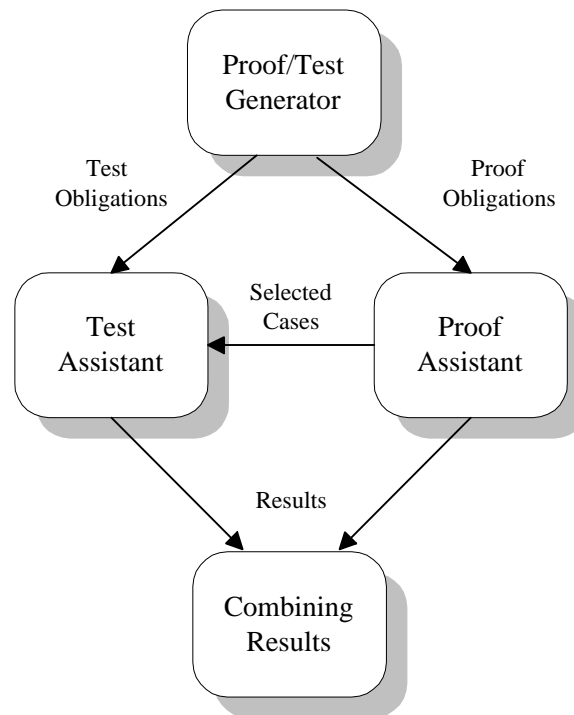 Proof/Test
Generator
Test
Obligations
Proof
Obligations
Selected
Cases
Test
Assistant
Proof
Assistant
Results
Combining
Results